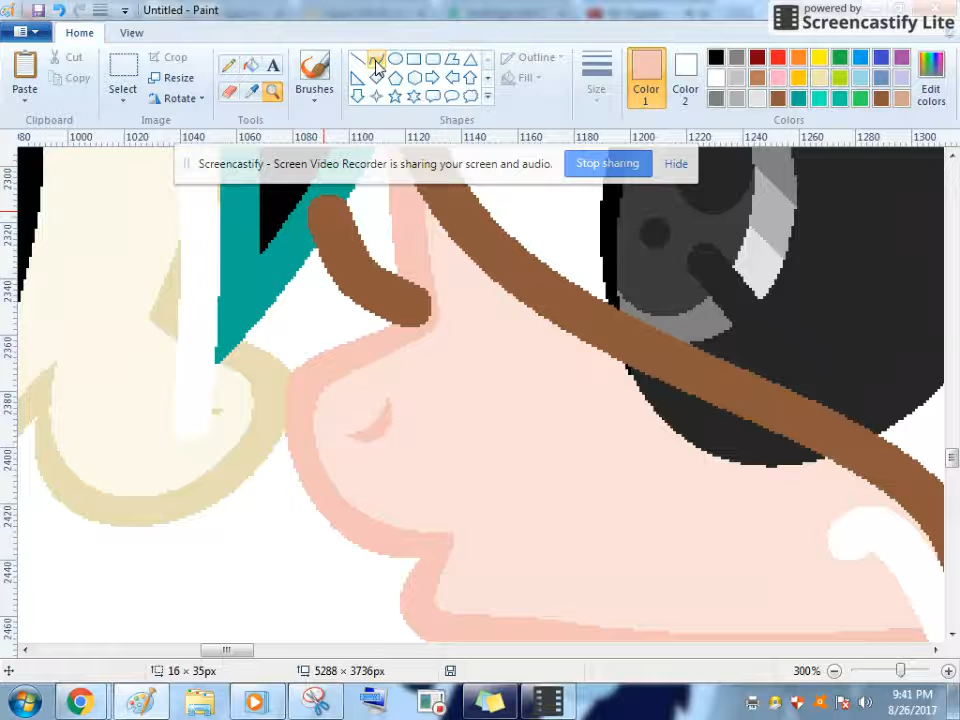 Untitled - Paint
powered by
Screencastify Lite
Home
View
Paste
Cut
Copy
Clipboard
Select
Crop
Resize
Rotate
Image
A
Tools
Brushes
Shapes
Outline
Fill
Size
Color 1
Color 2
Edit colors
Colors
80 1000 1020 1040 1060 1080 1100 1120 1140 1160 1180 1200 1220 1240 1260 1280 1300
Screencastify - Screen Video Recorder is sharing your screen and audio.
Stop sharing
Hide
2300
2320
2340
2360
2380
2400
2420
2440
2460
16 × 35px
5288 × 3736px
300%
9:41 PM
8/26/2017